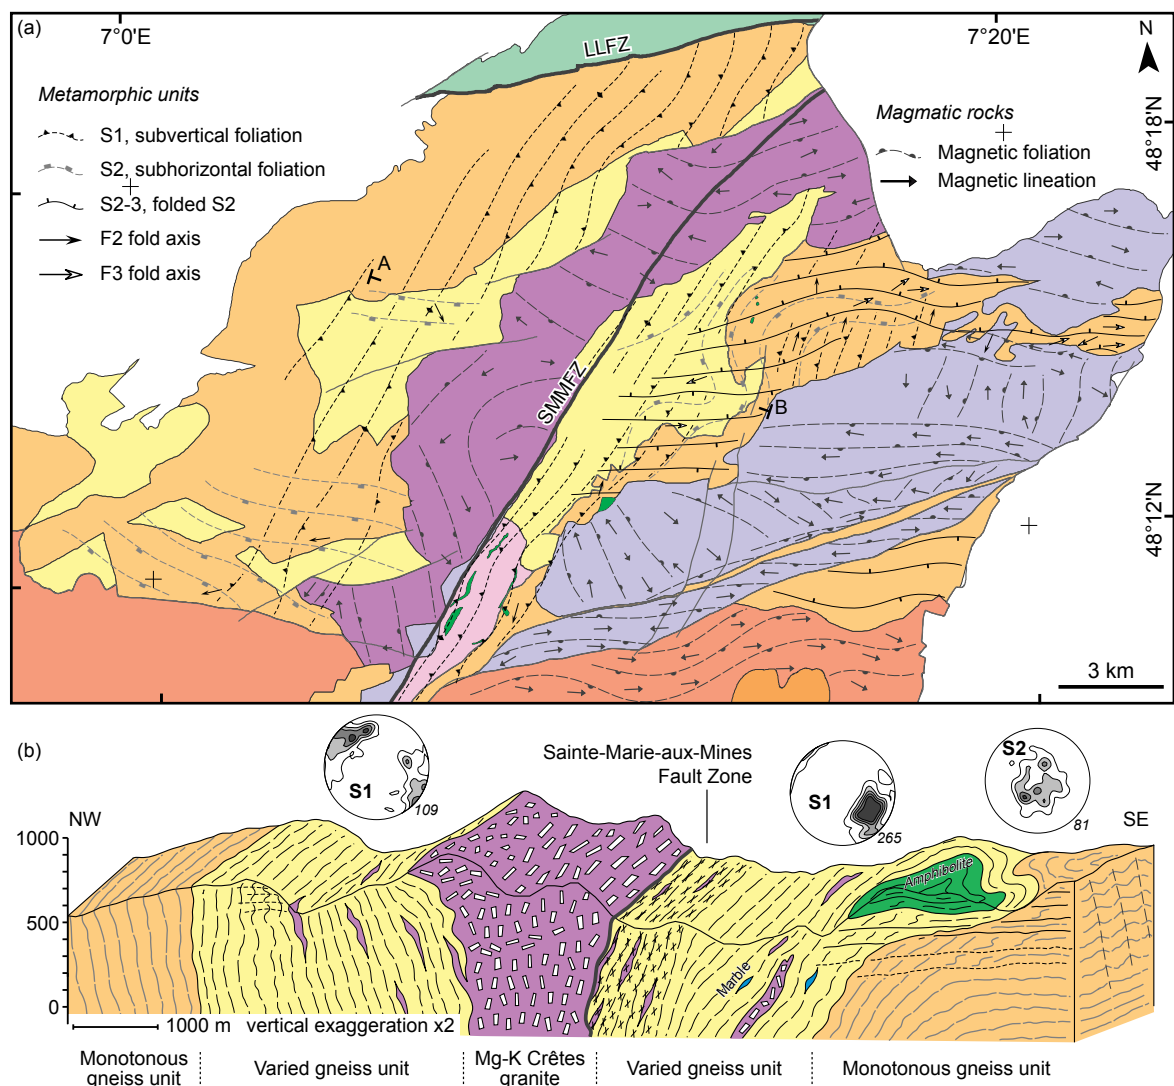 (a)
7°0'E
7°20'E
N
LLFZ
Metamorphic units
S1, subvertical foliation
S2, subhorizontal foliation
S2-3, folded S2
F2 fold axis
F3 fold axis
Magmatic rocks
Magnetic foliation
Magnetic lineation
48°18'N
A
SMMFZ
B
48°12'N
3 km
(b)
Sainte-Marie-aux-Mines
Fault Zone
S1
109
S1
265
S2
81
NW
SE
1000
500
0
Amphibolite
Marble
1000 m vertical exaggeration x2
Monotonous
gneiss unit
Varied gneiss unit
Mg-K Crêtes
granite
Varied gneiss unit
Monotonous gneiss unit